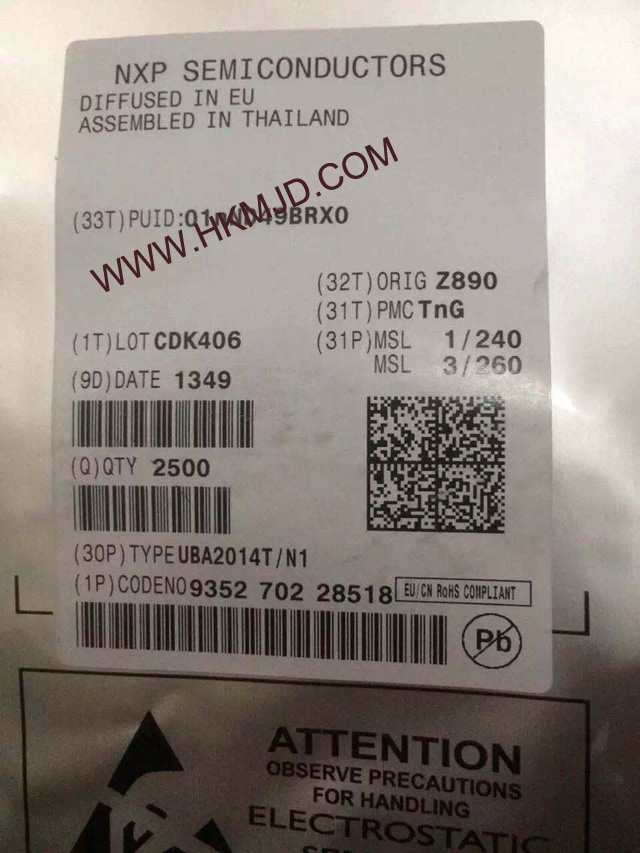 NXP SEMICONDUCTORS
DIFFUSED IN EU
ASSEMBLED IN THAILAND
WWW.HKMJD.COM
(33T)PUID:
(32T)ORIG Z890
(31T)PMC TnG
(1T)LOT CDK406
(31P)MSL 1/240
MSL 3/260
(9D)DATE 1349
(Q)QTY 2500
(30P)TYPE UBA2014T/N1
(1P)CODENO 9352 702 28518
EU/CN RoHS COMPLIANT
Pb
ATTENTION
OBSERVE PRECAUTIONS
FOR HANDLING
ELECTROSTATIC